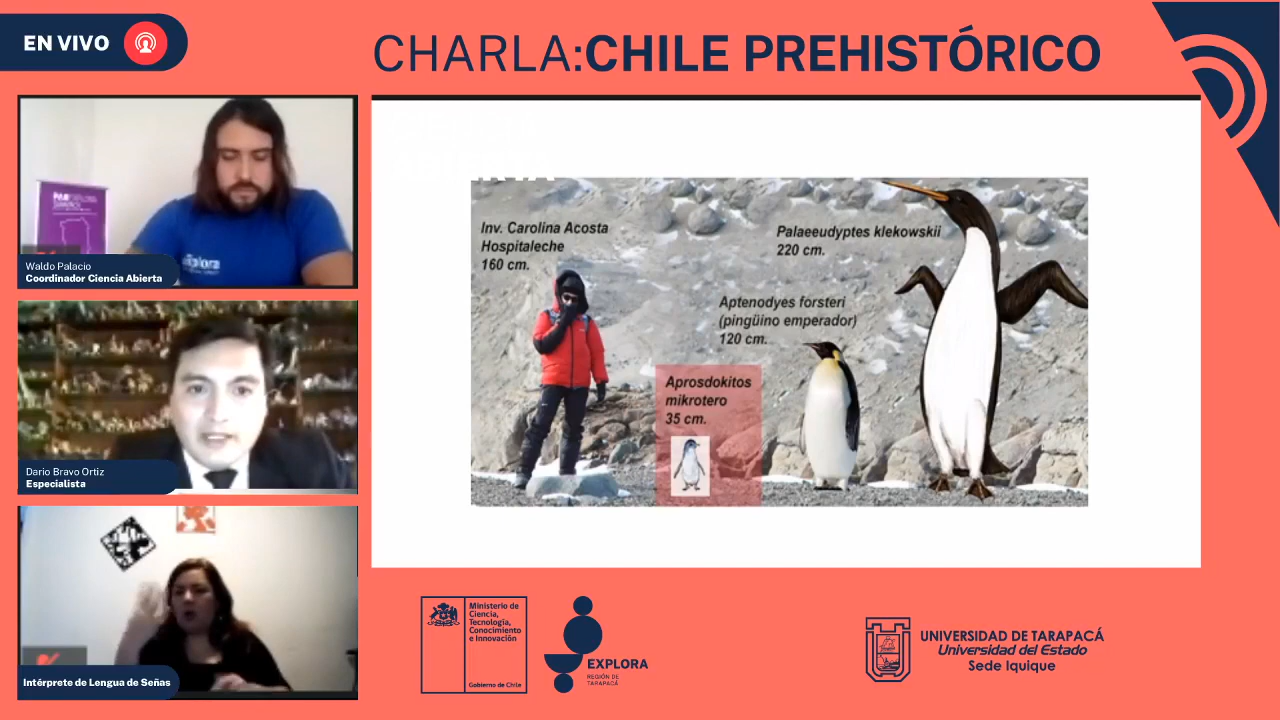 EN VIVO
CHARLA:CHILE PREHISTÓRICO
Waldo Palacio
Coordinador Ciencia Abierta
Dario Bravo Ortiz
Especialista
Intérprete de Lengua de Señas
Inv. Carolina Acosta
Hospitaleche
160 cm.
Palaeeudyptes klekowskii
220 cm.
Aptenodyes forsteri
(pingüino emperador)
120 cm.
Aprosdokitos
mikrotero
35 cm.
Ministerio de
Ciencia,
Tecnología,
Conocimiento
e Innovación
Gobierno de Chile
EXPLORA
REGIÓN DE
TARAPACÁ
UNIVERSIDAD DE TARAPACÁ
Universidad del Estado
Sede Iquique